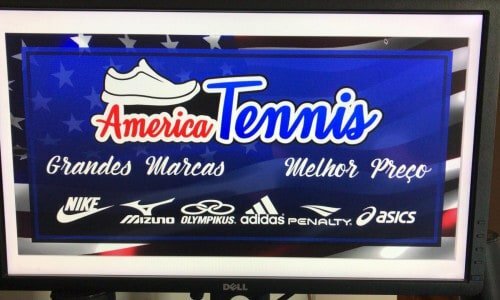 America Tennis
Grandes Marcas Melhor Preço
NIKE MIZUNO OLYMPIKUS adidas PENALTY asics
DELL